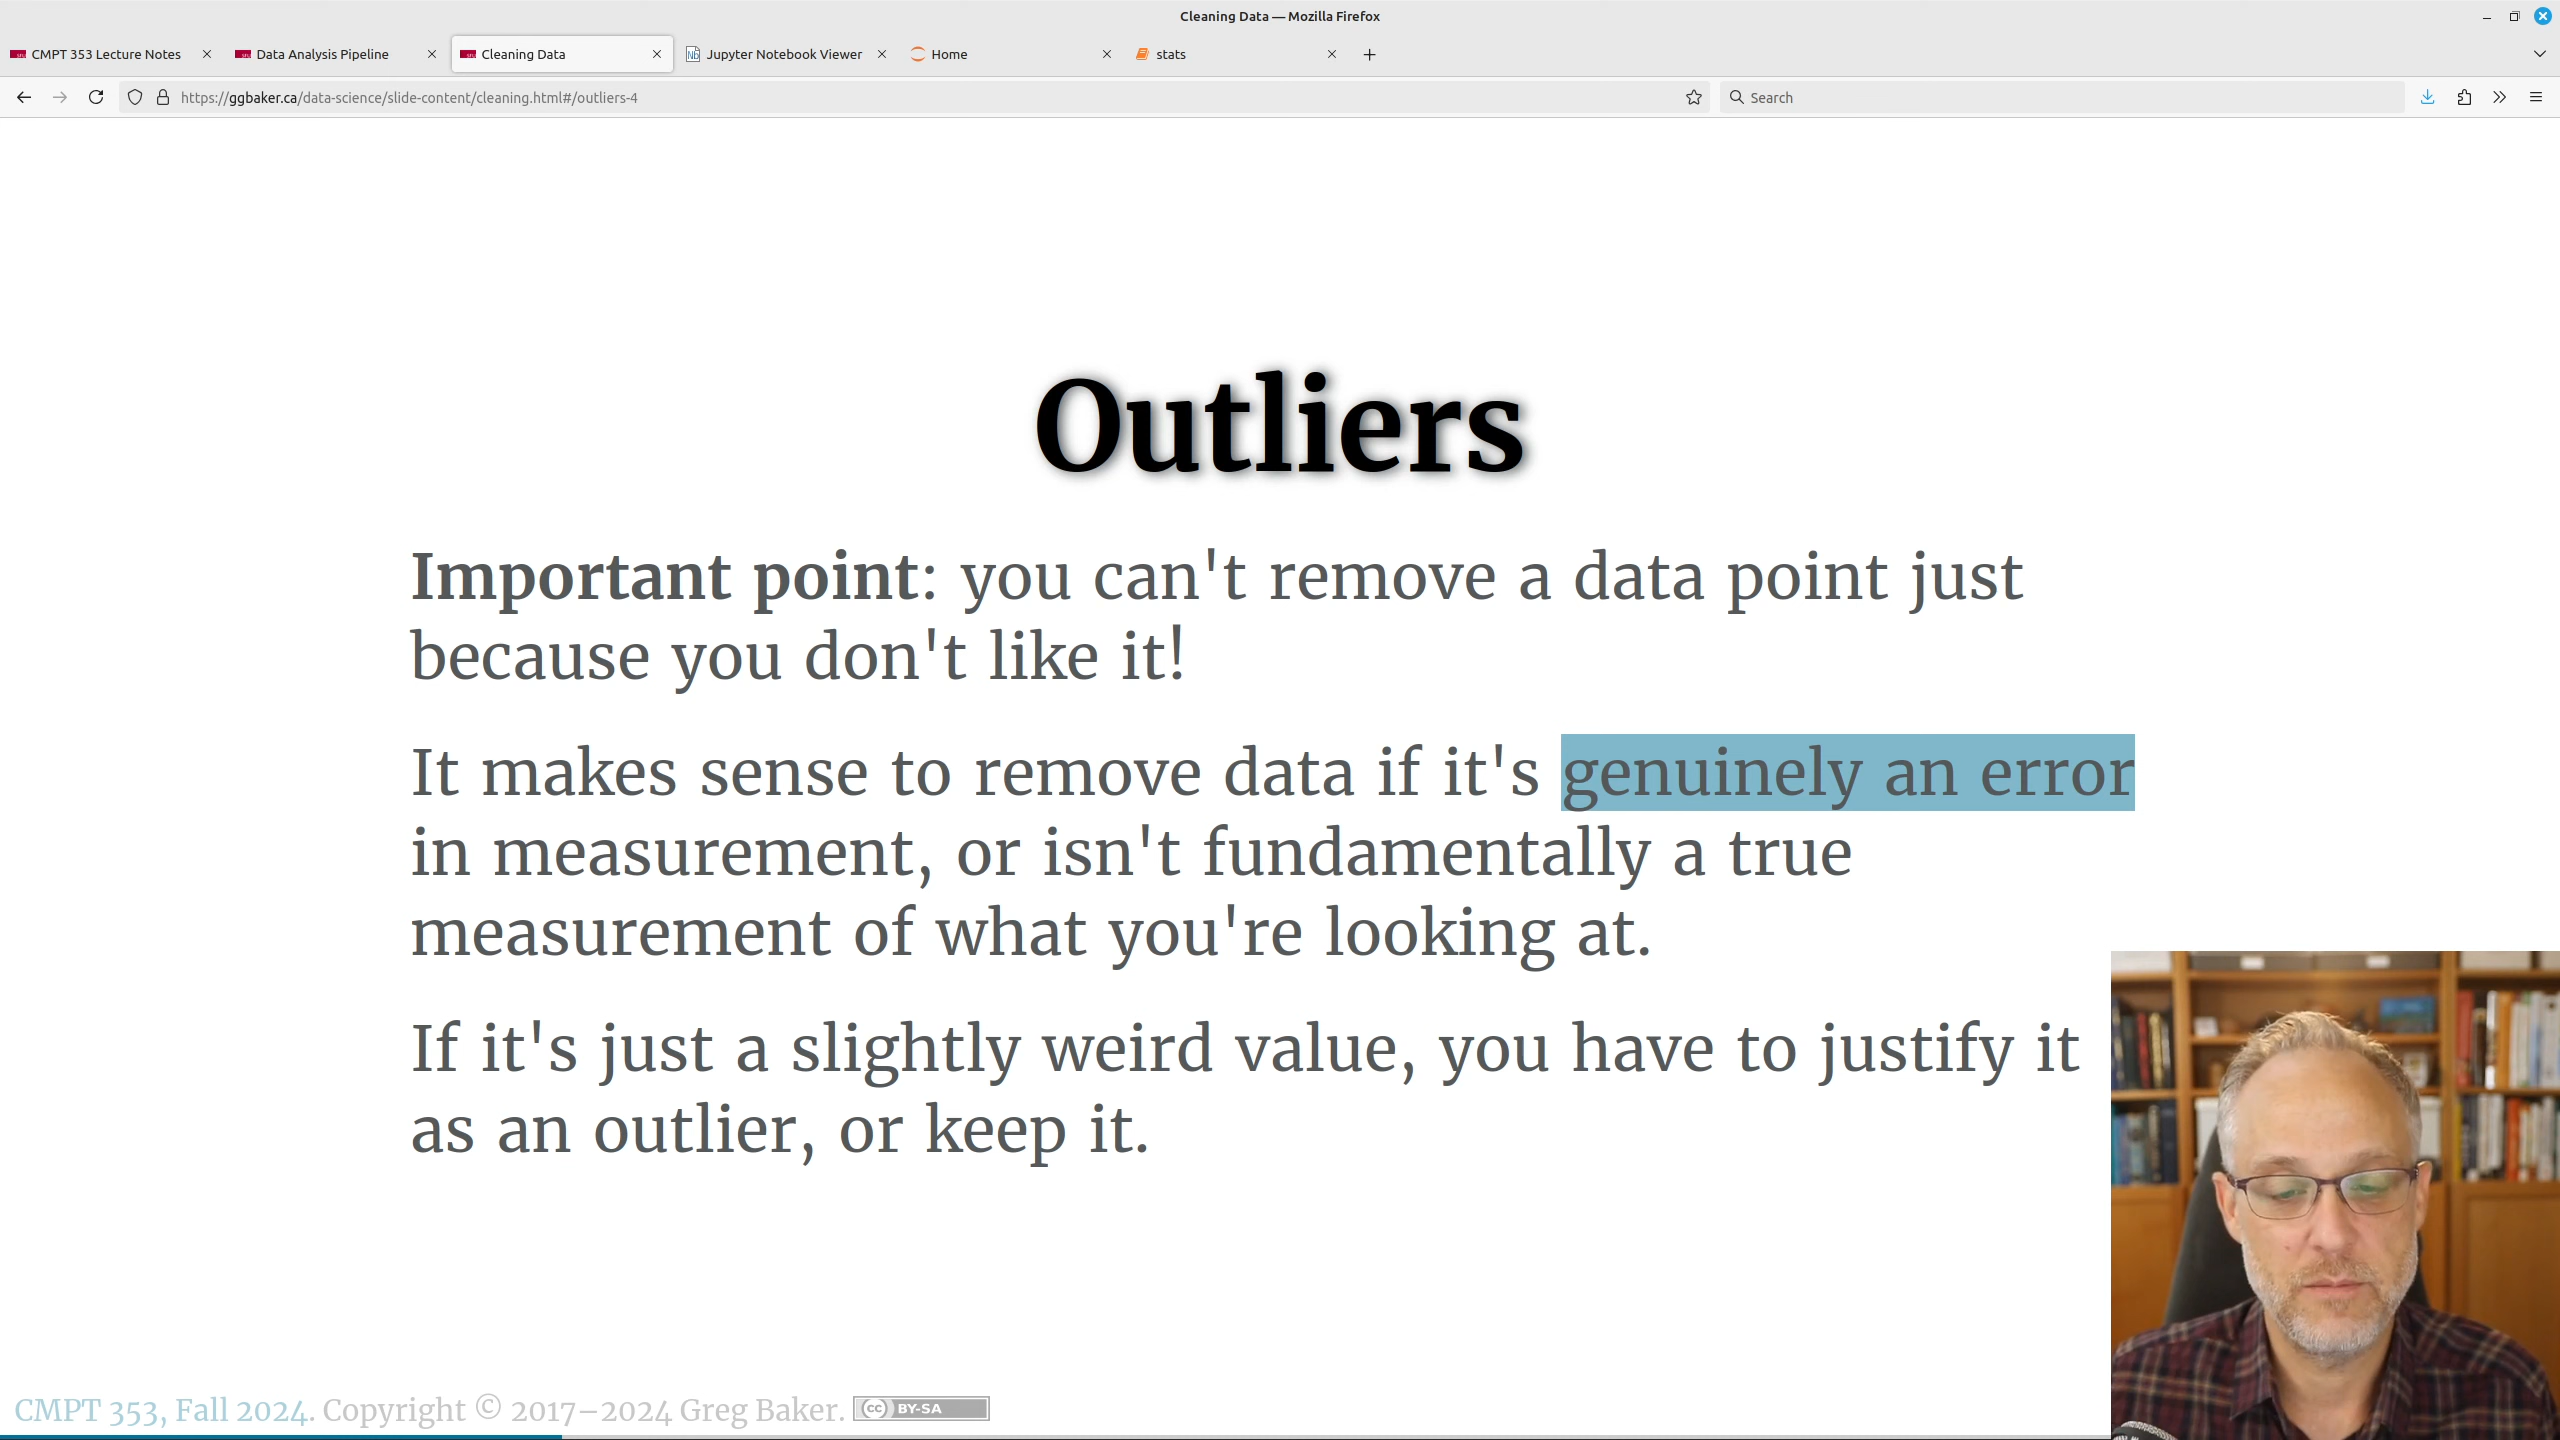 Cleaning Data — Mozilla Firefox
CMPT 353 Lecture Notes
Data Analysis Pipeline
Cleaning Data
Jupyter Notebook Viewer
Home
stats
https://ggbaker.ca/data-science/slide-content/cleaning.html#/outliers-4
Search
Outliers
Important point: you can't remove a data point just
because you don't like it!
It makes sense to remove data if it's genuinely an error
in measurement, or isn't fundamentally a true
measurement of what you're looking at.
If it's just a slightly weird value, you have to justify it
as an outlier, or keep it.
CMPT 353, Fall 2024. Copyright © 2017–2024 Greg Baker. cc BY-SA